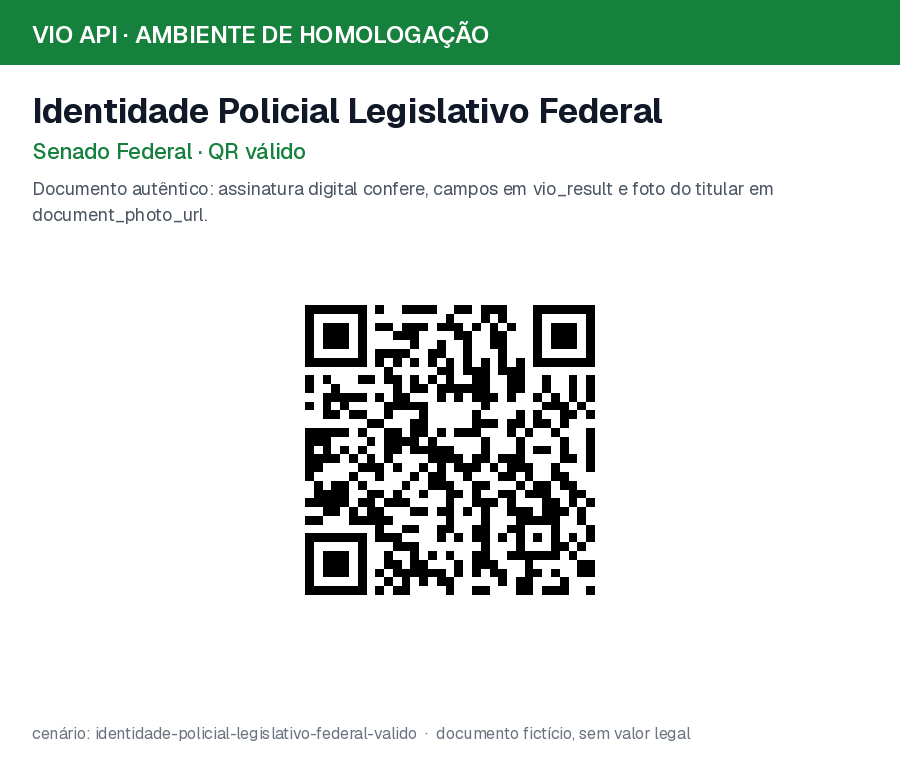 VIO API · AMBIENTE DE HOMOLOGAÇÃO
Identidade Policial Legislativo Federal
Senado Federal · QR válido
Documento autêntico: assinatura digital confere, campos em vio_result e foto do titular em
document_photo_url.
cenário: identidade-policial-legislativo-federal-valido · documento fictício, sem valor legal